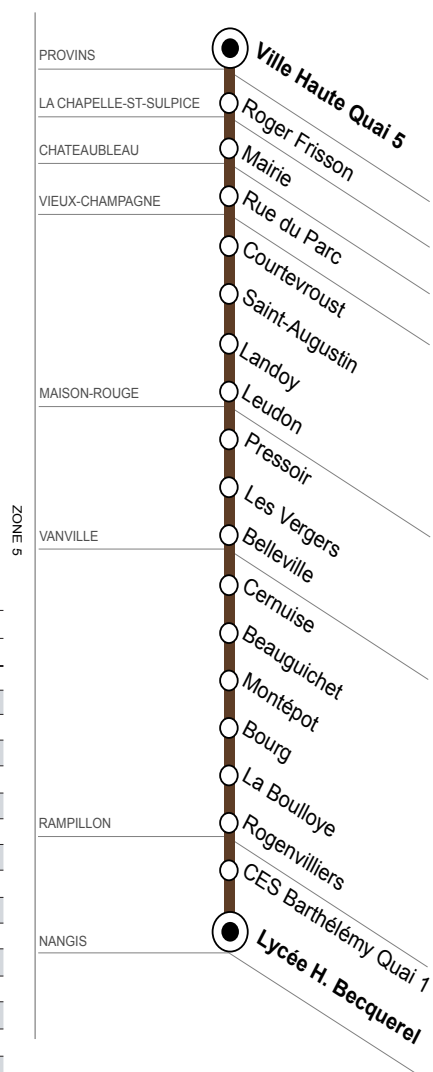 PROVINS
Ville Haute Quai 5
LA CHAPELLE-ST-SULPICE
Roger Frisson
CHATEAUBLEAU
Mairie
VIEUX-CHAMPAGNE
Rue du Parc
Courtevroust
Saint-Augustin
Landoy
MAISON-ROUGE
Leudon
Pressoir
Les Vergers
ZONE 5
VANVILLE
Belleville
Cernuise
Beauguichet
Montépot
Bourg
La Boulloye
RAMPILLON
Rogenvilliers
CES Barthélémy Quai 1
NANGIS
Lycée H. Becquerel